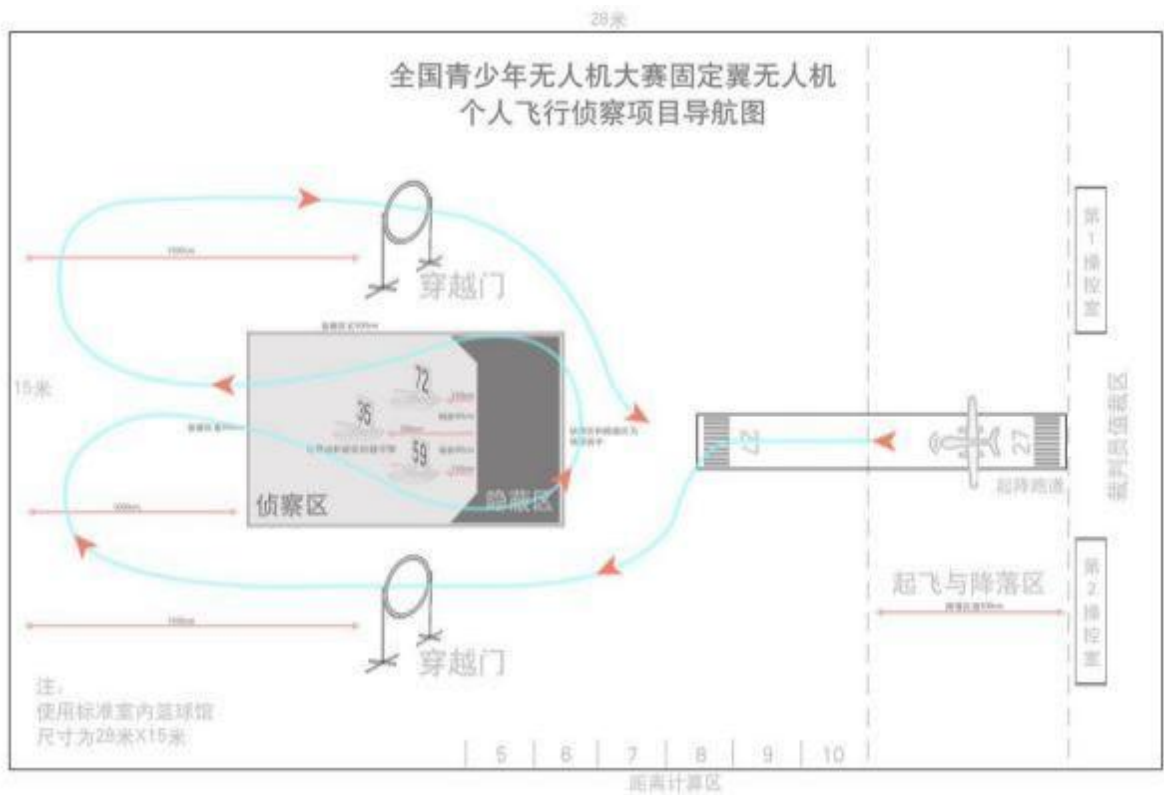 28米
全国青少年无人机大赛固定翼无人机
个人飞行侦察项目导航图
穿越门
第1操控席
15米
72
35
59
侦察区
隐蔽区
27
27
起降跑道
裁判员值裁区
起飞与降落区
第2操控席
穿越门
注:
使用标准室内篮球馆
尺寸为28米X15米
5
6
7
8
9
10
距离计算区